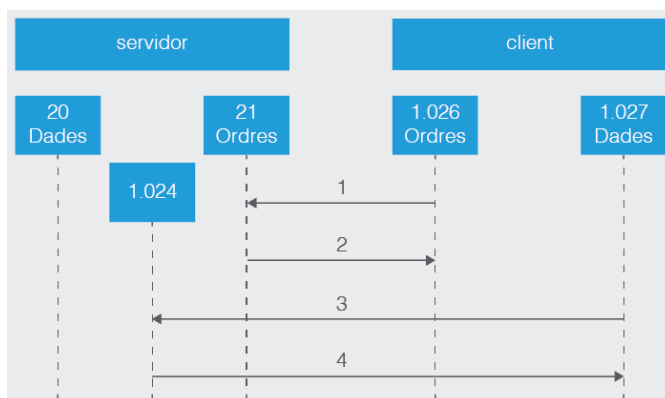 servidor
client
20
Dades
21
Ordres
1.026
Ordres
1.027
Dades
1.024
1
2
3
4